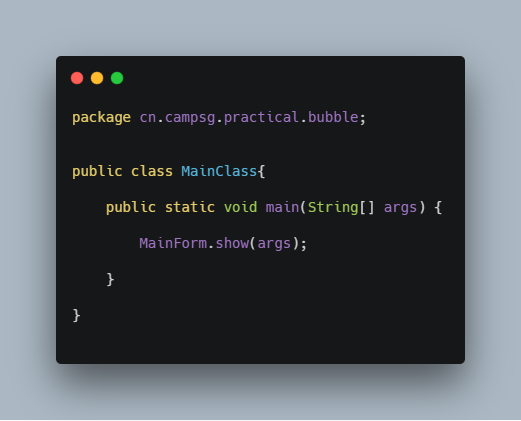 package cn.campsg.practical.bubble;
public class MainClass{
public static void main(String[] args) {
MainForm.show(args);
}
}